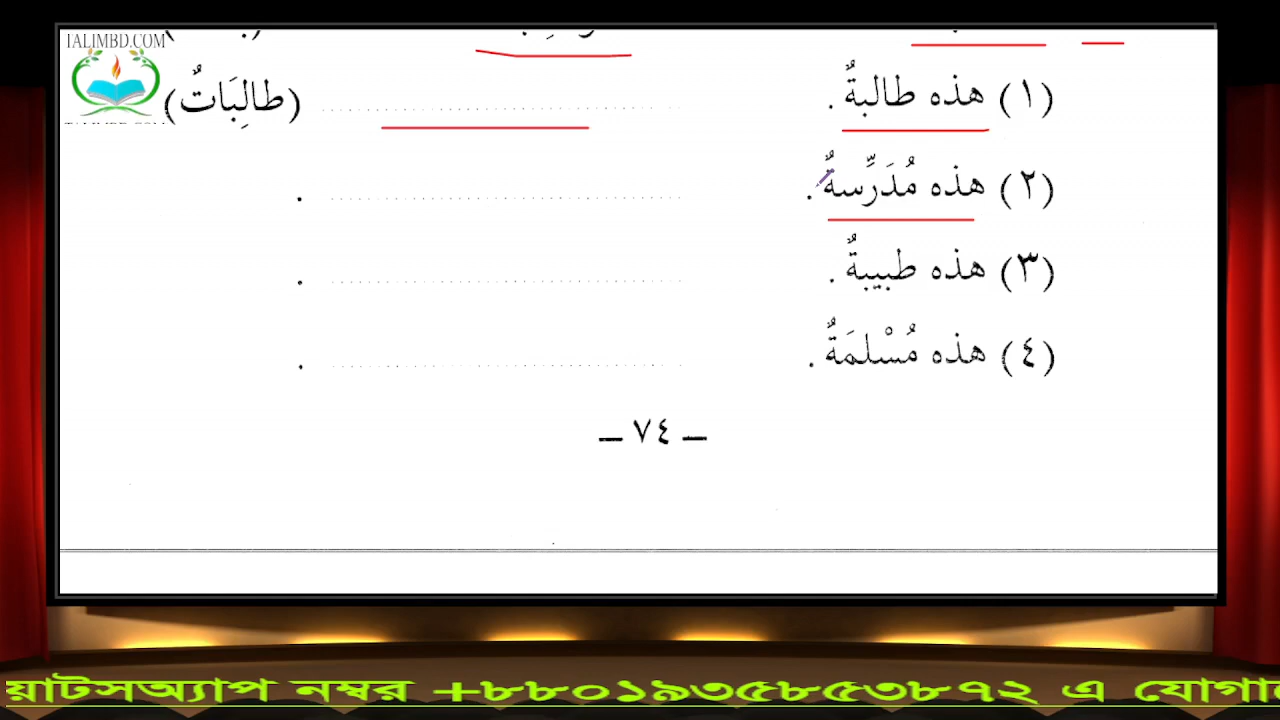 TALIMBD.COM
(١) هذه طالبةٌ . ........................ (طالِبَاتٌ)
(٢) هذه مُدَرِّسةٌ . ........................ .
(٣) هذه طبيبةٌ . ........................ .
(٤) هذه مُسْلمَةٌ . ........................ .
– ٧٤ –
য়াটসঅ্যাপ নম্বর +৮৮০১৯৩৫৮৫৩৮৭২ এ যোগা